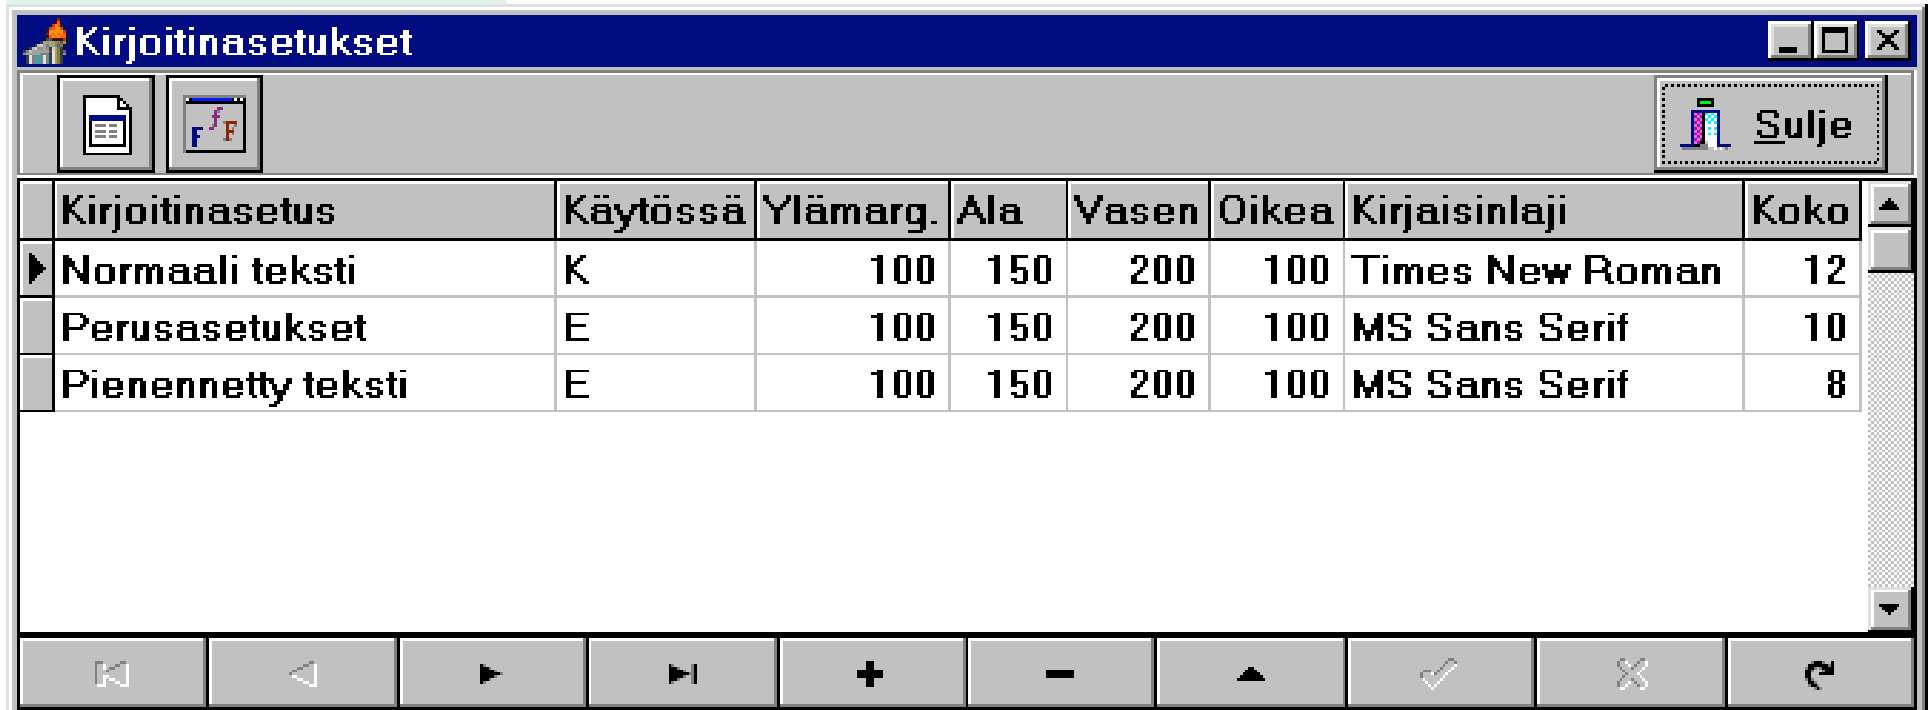 Kirjoitinasetukset
F f F
Sulje
Kirjoitinasetus Käytössä Ylämarg. Ala Vasen Oikea Kirjaisinlaji Koko
Normaali teksti K 100 150 200 100 Times New Roman 12
Perusasetukset E 100 150 200 100 MS Sans Serif 10
Pienennetty teksti E 100 150 200 100 MS Sans Serif 8